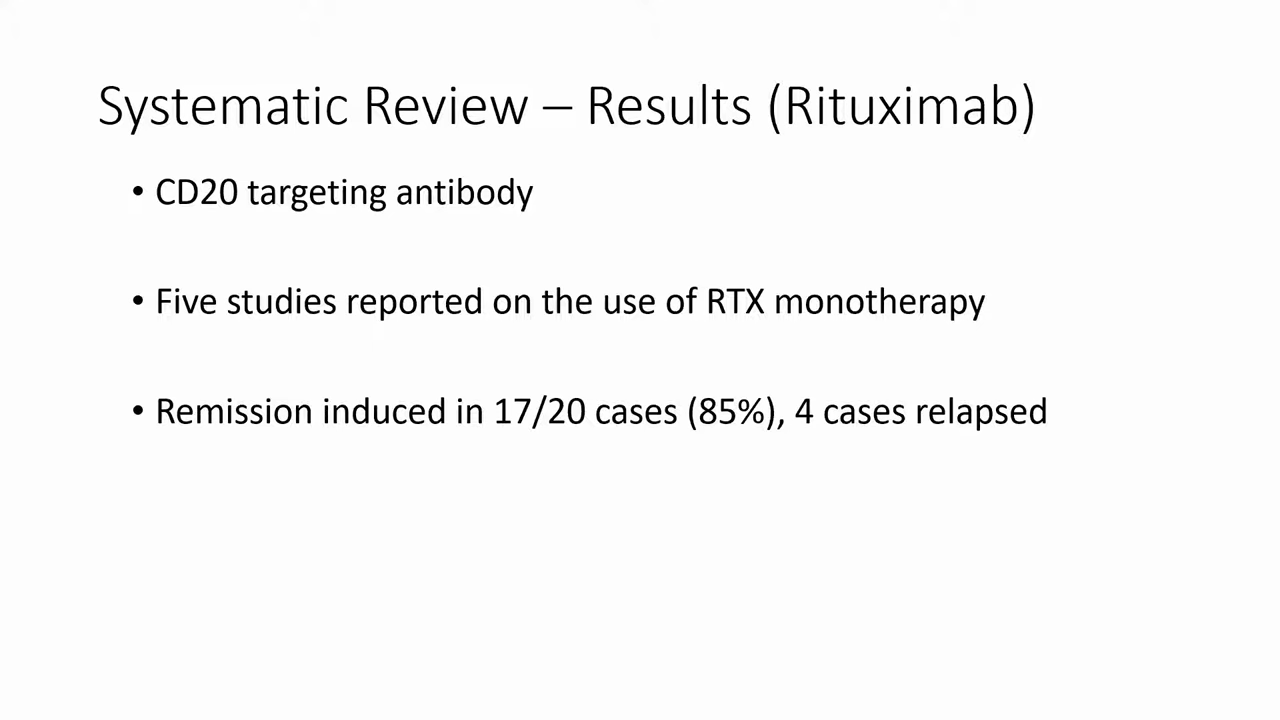 Systematic Review – Results (Rituximab)
• CD20 targeting antibody
• Five studies reported on the use of RTX monotherapy
• Remission induced in 17/20 cases (85%), 4 cases relapsed